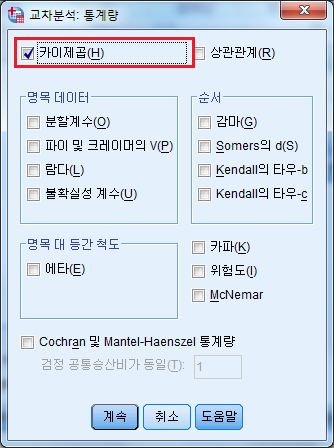 교차분석: 통계량
카이제곱(H)
상관관계(R)
명목 데이터
분할계수(O)
파이 및 크레이머의 V(P)
람다(L)
불확실성 계수(U)
순서
감마(G)
Somers의 d(S)
Kendall의 타우-b
Kendall의 타우-c
명목 대 등간 척도
에타(E)
카파(K)
위험도(I)
McNemar
Cochran 및 Mantel-Haenszel 통계량
검정 공통승산비가 동일(T): 1
계속 취소 도움말